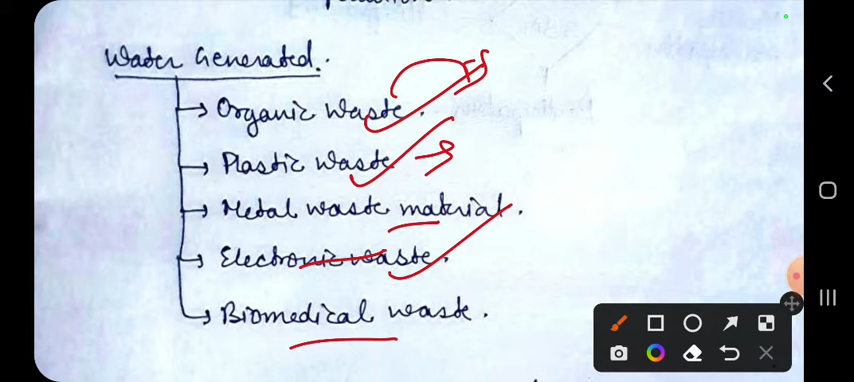 Water Generated.
Organic waste.
Plastic waste
Metal waste material.
Electronic waste.
Biomedical waste.